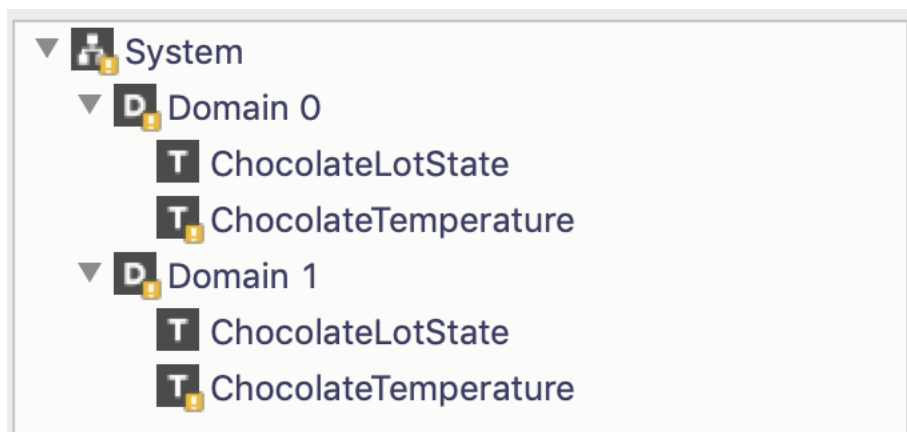 System
D Domain 0
T ChocolateLotState
T ChocolateTemperature
D Domain 1
T ChocolateLotState
T ChocolateTemperature